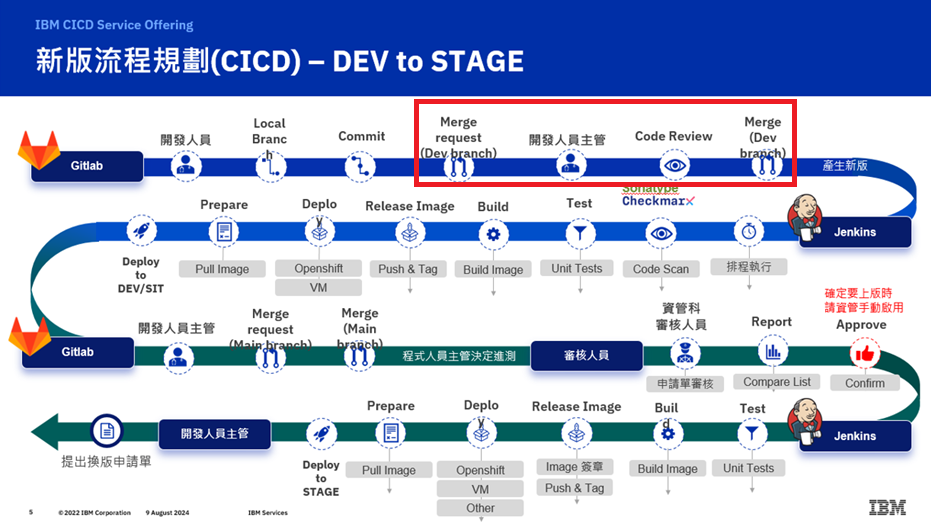 IBM CICD Service Offering
新版流程規劃(CICD) – DEV to STAGE
Gitlab
開發人員
Local
Branc
h
Commit
Merge
request
(Dev branch)
開發人員主管
Code Review
Merge
(Dev
branch)
產生新版
Jenkins
排程執行
Sonatype
Checkmarx
Code Scan
Test
Unit Tests
Build
Build Image
Release Image
Push & Tag
Deplo
y
Openshift
VM
Prepare
Pull Image
Deploy
to
DEV/SIT
Gitlab
開發人員主管
Merge
request
(Main branch)
Merge
(Main
branch)
程式人員主管決定進測
審核人員
資管科
審核人員
申請單審核
Report
Compare List
確定要上版時
請資管手動啟用
Approve
Confirm
Jenkins
Test
Unit Tests
Buil
d
Build Image
Release Image
Image 簽章
Push & Tag
Deplo
y
Openshift
VM
Other
Prepare
Pull Image
Deploy
to
STAGE
開發人員主管
提出換版申請單
5
© 2022 IBM Corporation
9 August 2024
IBM Services
IBM